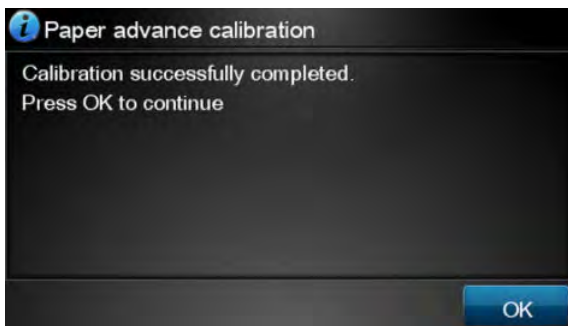 Paper advance calibration
Calibration successfully completed.
Press OK to continue
OK